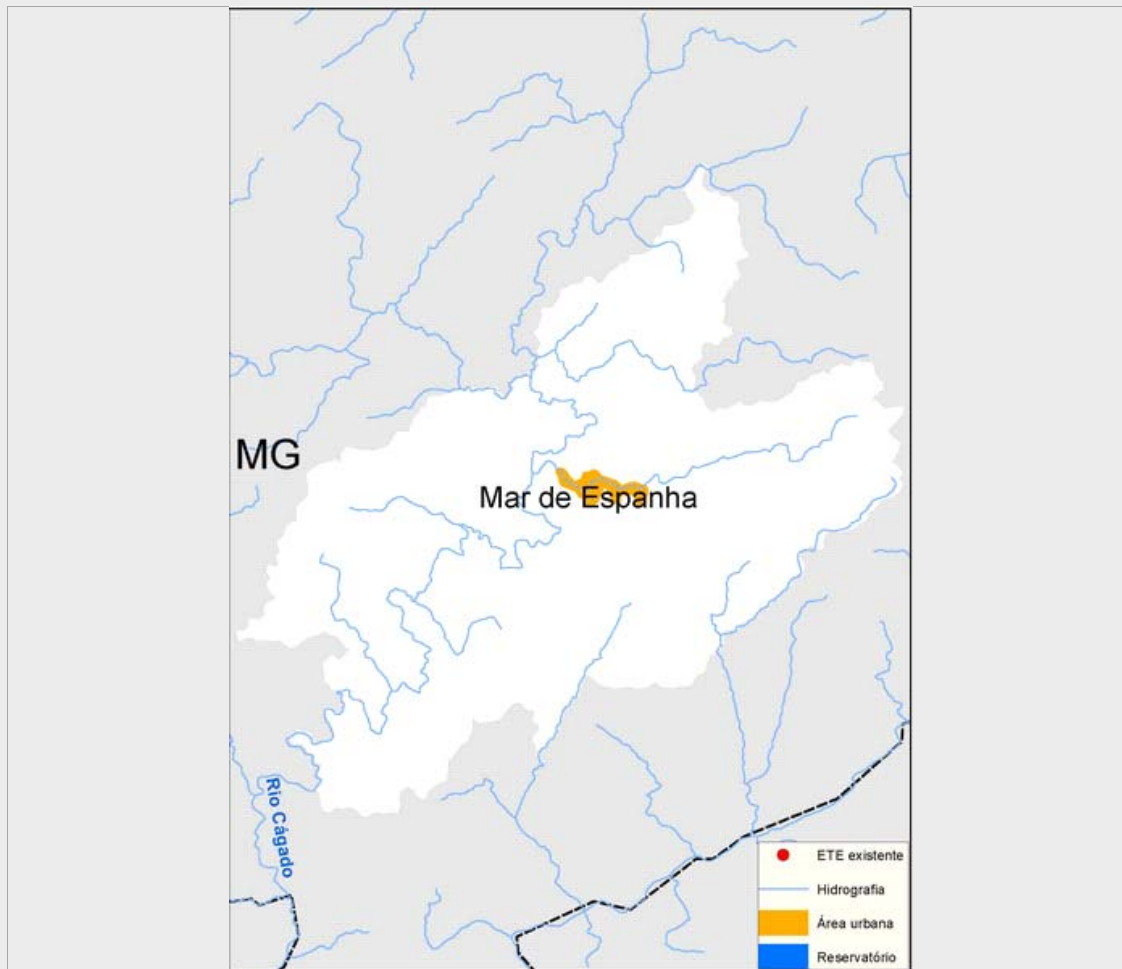 MG
Mar de Espanha
Rio Cágado
ETE existente
Hidrografia
Área urbana
Reservatório